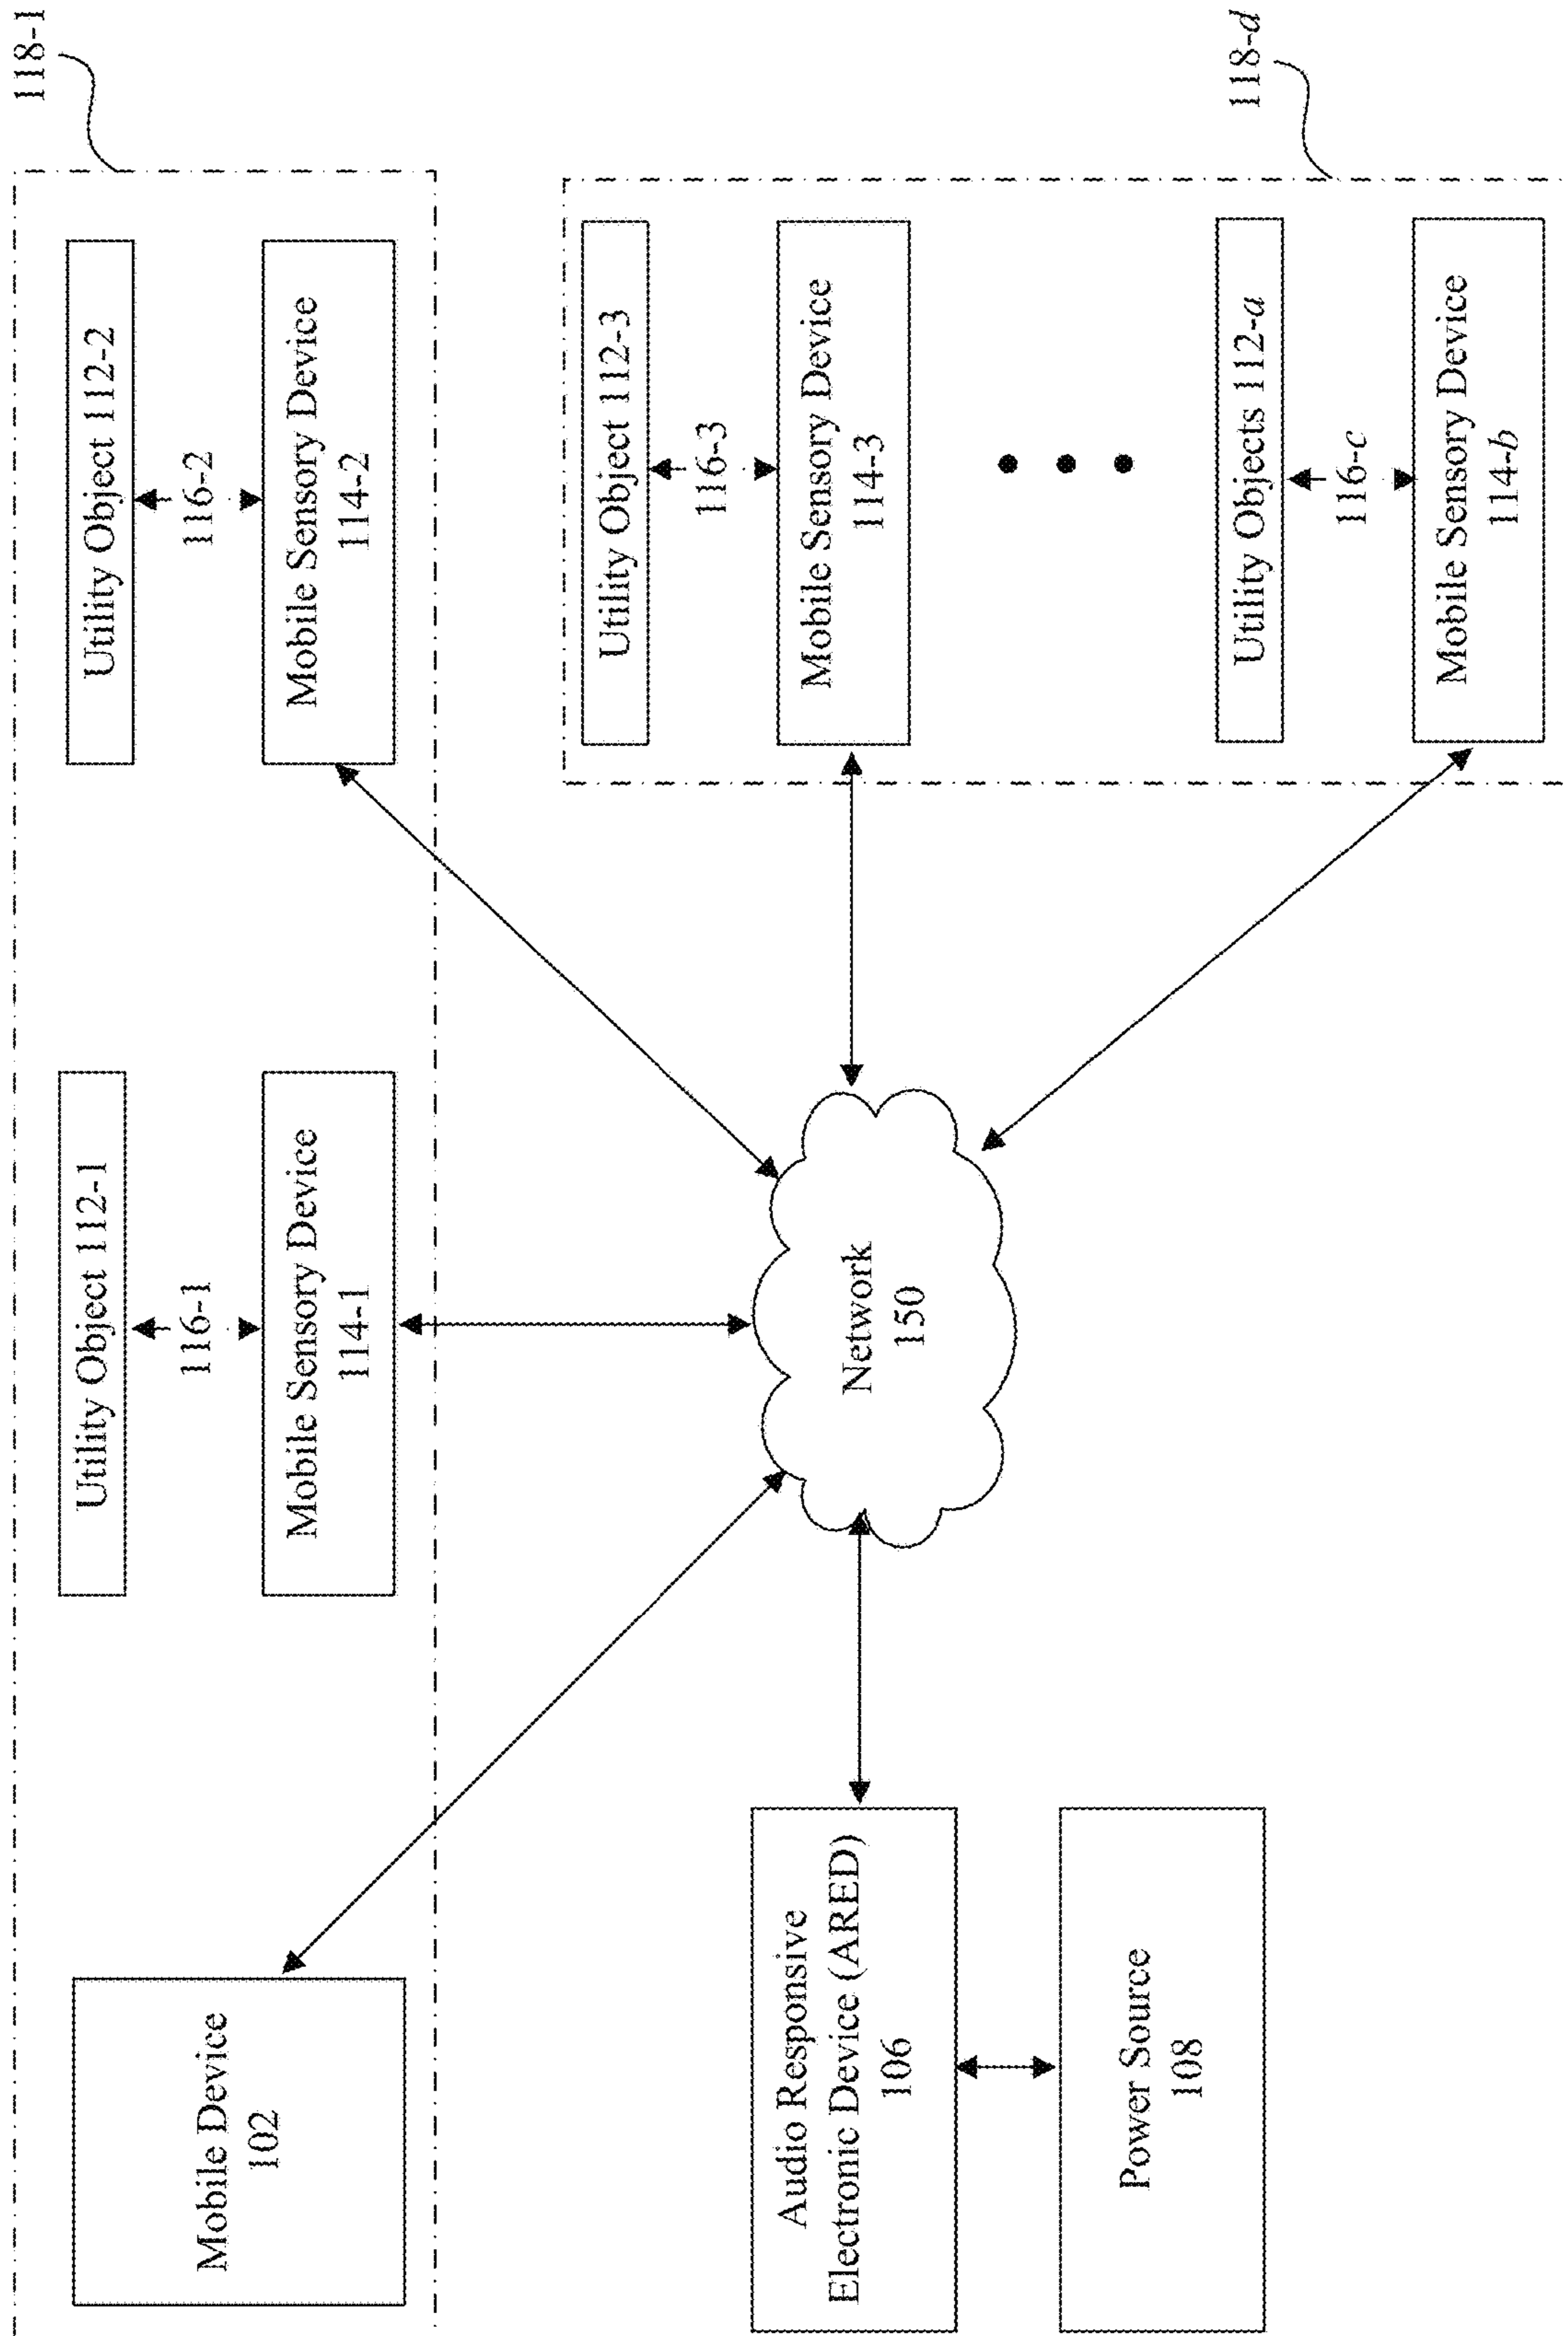 118-1
Mobile Device
102
Utility Object 112-1
116-1
Mobile Sensory Device
114-1
Utility Object 112-2
116-2
Mobile Sensory Device
114-2
118-d
Utility Object 112-3
116-3
Mobile Sensory Device
114-3
Utility Objects 112-a
116-c
Mobile Sensory Device
114-b
Network
150
Audio Responsive
Electronic Device (ARED)
106
Power Source
108